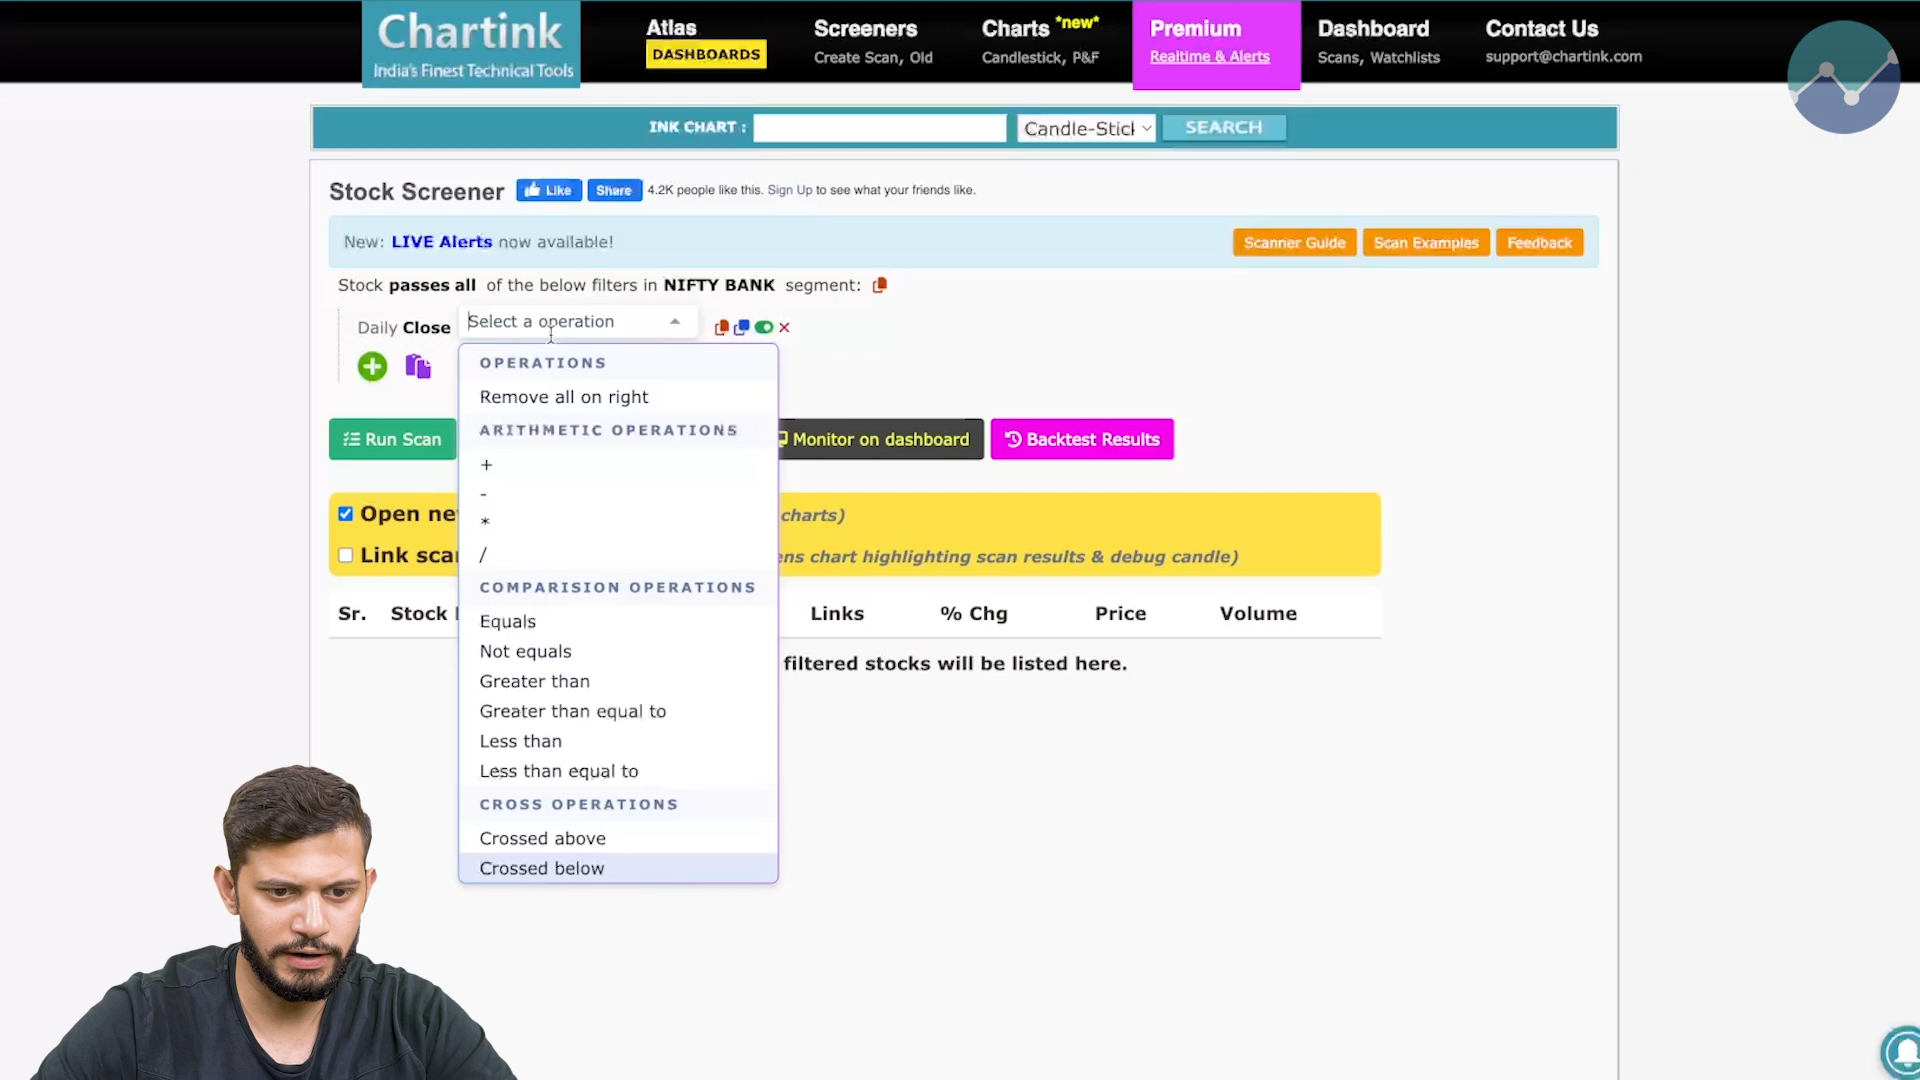 Chartink
India's Finest Technical Tools
Atlas
DASHBOARDS
Screeners
Create Scan, Old
Charts *new*
Candlestick, P&F
Premium
Realtime & Alerts
Dashboard
Scans, Watchlists
Contact Us
support@chartink.com
INK CHART :
Candle-Stick
SEARCH
Stock Screener
Like
Share
4.2K people like this. Sign Up to see what your friends like.
New: LIVE Alerts now available!
Scanner Guide
Scan Examples
Feedback
Stock passes all of the below filters in NIFTY BANK segment:
Daily Close
Select a operation
OPERATIONS
Remove all on right
ARITHMETIC OPERATIONS
+
-
*
/
COMPARISION OPERATIONS
Equals
Not equals
Greater than
Greater than equal to
Less than
Less than equal to
CROSS OPERATIONS
Crossed above
Crossed below
Run Scan
Monitor on dashboard
Backtest Results
Open
charts)
Link
chart highlighting scan results & debug candle)
Sr.
Stock
Links
% Chg
Price
Volume
filtered stocks will be listed here.